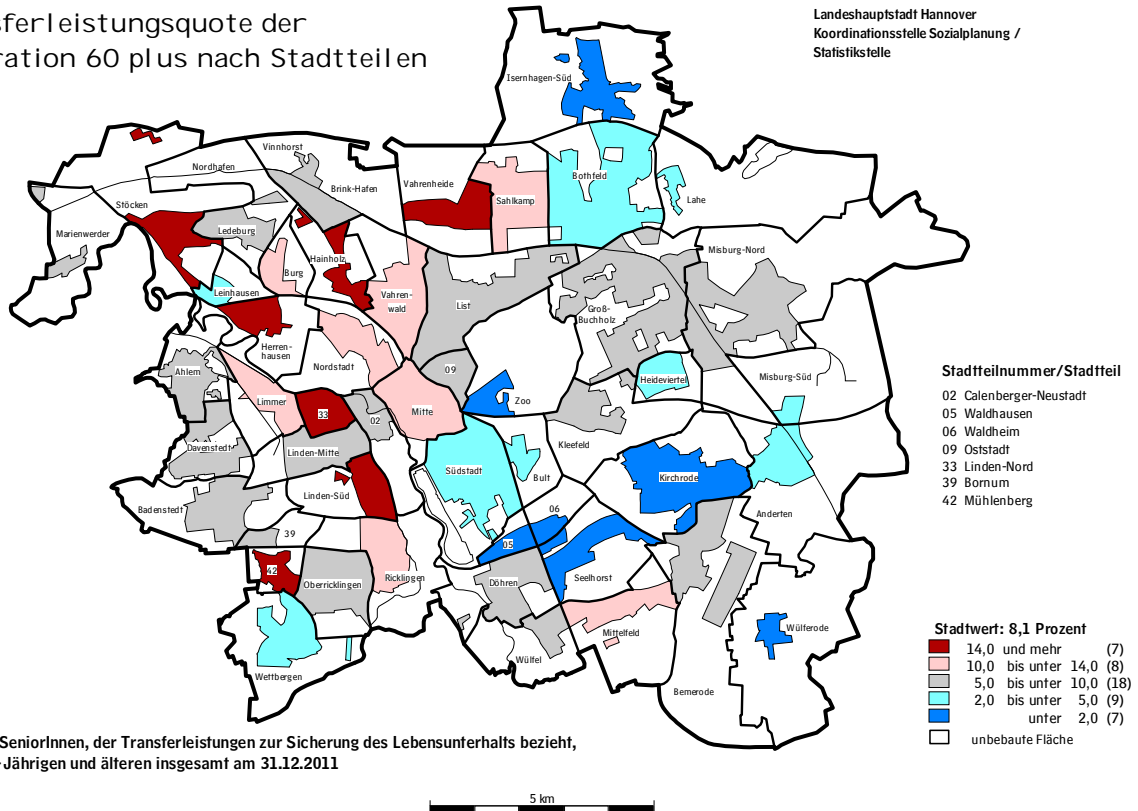 sferleistungsquote der
ration 60 plus nach Stadtteilen
Landeshauptstadt Hannover
Koordinationsstelle Sozialplanung /
Statistikstelle
Isernhagen-Süd
Vinnhorst
Nordhafen
Brink-Hafen
Vahrenheide
Sahlkamp
Bothfeld
Lahe
Stöcken
Marienwerder
Ledeburg
Burg
Hainholz
Leinhausen
Vahren-
wald
List
Groß-
Buchholz
Misburg-Nord
Herren-
hausen
Nordstadt
Ahlem
Limmer
33
02
Mitte
09
Zoo
Heideviertel
Misburg-Süd
Stadtteilnummer/Stadtteil
02 Calenberger-Neustadt
05 Waldhausen
06 Waldheim
09 Oststadt
33 Linden-Nord
39 Bornum
42 Mühlenberg
Davenstedt
Linden-Mitte
Kleefeld
Südstadt
Bult
Kirchrode
Linden-Süd
Badenstedt
39
06
05
Anderten
42
Oberricklingen
Ricklingen
Döhren
Seelhorst
Mittelfeld
Wülferode
Wülfel
Wettbergen
Bemerode
Stadtwert: 8,1 Prozent
14,0 und mehr (7)
10,0 bis unter 14,0 (8)
5,0 bis unter 10,0 (18)
2,0 bis unter 5,0 (9)
unter 2,0 (7)
unbebaute Fläche
SeniorInnen, der Transferleistungen zur Sicherung des Lebensunterhalts bezieht,
-Jährigen und älteren insgesamt am 31.12.2011
5 km